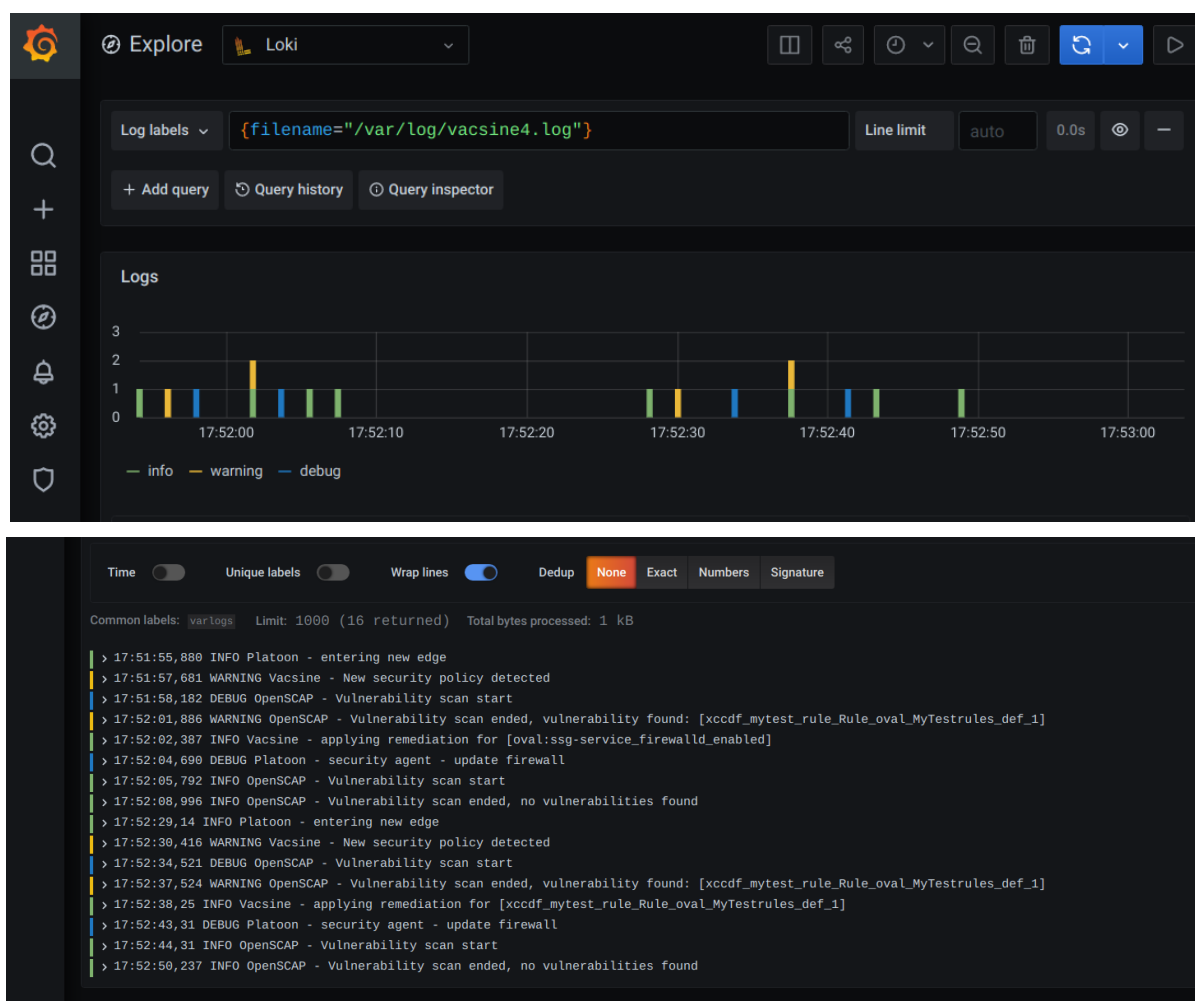 Explore Loki
Log labels {filename="/var/log/vacsine4.log"} Line limit auto 0.0s
+ Add query Query history Query inspector
Logs
3
2
1
0
17:52:00 17:52:10 17:52:20 17:52:30 17:52:40 17:52:50 17:53:00
info warning debug
Time Unique labels Wrap lines Dedup None Exact Numbers Signature
Common labels: varlogs Limit: 1000 (16 returned) Total bytes processed: 1 kB
> 17:51:55,880 INFO Platoon - entering new edge
> 17:51:57,681 WARNING Vacsine - New security policy detected
> 17:51:58,182 DEBUG OpenSCAP - Vulnerability scan start
> 17:52:01,886 WARNING OpenSCAP - Vulnerability scan ended, vulnerability found: [xccdf_mytest_rule_Rule_oval_MyTestrules_def_1]
> 17:52:02,387 INFO Vacsine - applying remediation for [oval:ssg-service_firewalld_enabled]
> 17:52:04,690 DEBUG Platoon - security agent - update firewall
> 17:52:05,792 INFO OpenSCAP - Vulnerability scan start
> 17:52:08,996 INFO OpenSCAP - Vulnerability scan ended, no vulnerabilities found
> 17:52:29,14 INFO Platoon - entering new edge
> 17:52:30,416 WARNING Vacsine - New security policy detected
> 17:52:34,521 DEBUG OpenSCAP - Vulnerability scan start
> 17:52:37,524 WARNING OpenSCAP - Vulnerability scan ended, vulnerability found: [xccdf_mytest_rule_Rule_oval_MyTestrules_def_1]
> 17:52:38,25 INFO Vacsine - applying remediation for [xccdf_mytest_rule_Rule_oval_MyTestrules_def_1]
> 17:52:43,31 DEBUG Platoon - security agent - update firewall
> 17:52:44,31 INFO OpenSCAP - Vulnerability scan start
> 17:52:50,237 INFO OpenSCAP - Vulnerability scan ended, no vulnerabilities found